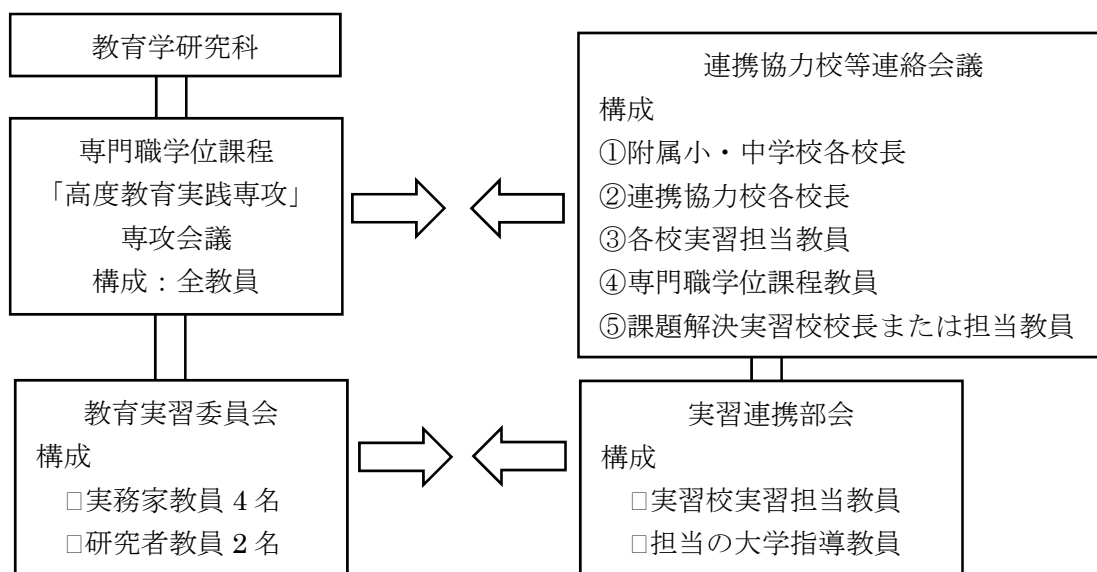 教育学研究科
専門職学位課程
「高度教育実践専攻」
専攻会議
構成：全教員
教育実習委員会
構成
□実務家教員 4 名
□研究者教員 2 名
連携協力校等連絡会議
構成
①附属小・中学校各校長
②連携協力校各校長
③各校実習担当教員
④専門職学位課程教員
⑤課題解決実習校校長または担当教員
実習連携部会
構成
□実習校実習担当教員
□担当の大学指導教員